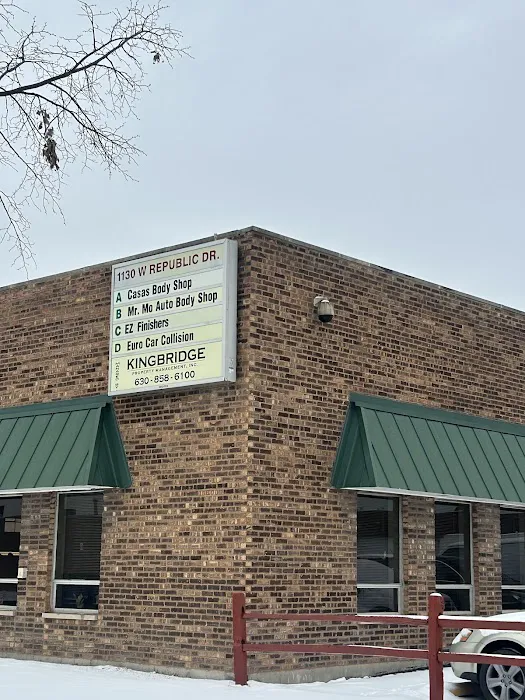 1130 W REPUBLIC DR.
A Casas Body Shop
B Mr. Mo Auto Body Shop
C EZ Finishers
D Euro Car Collision
KINGBRIDGE
PROPERTY MANAGEMENT, INC.
630-858-6100